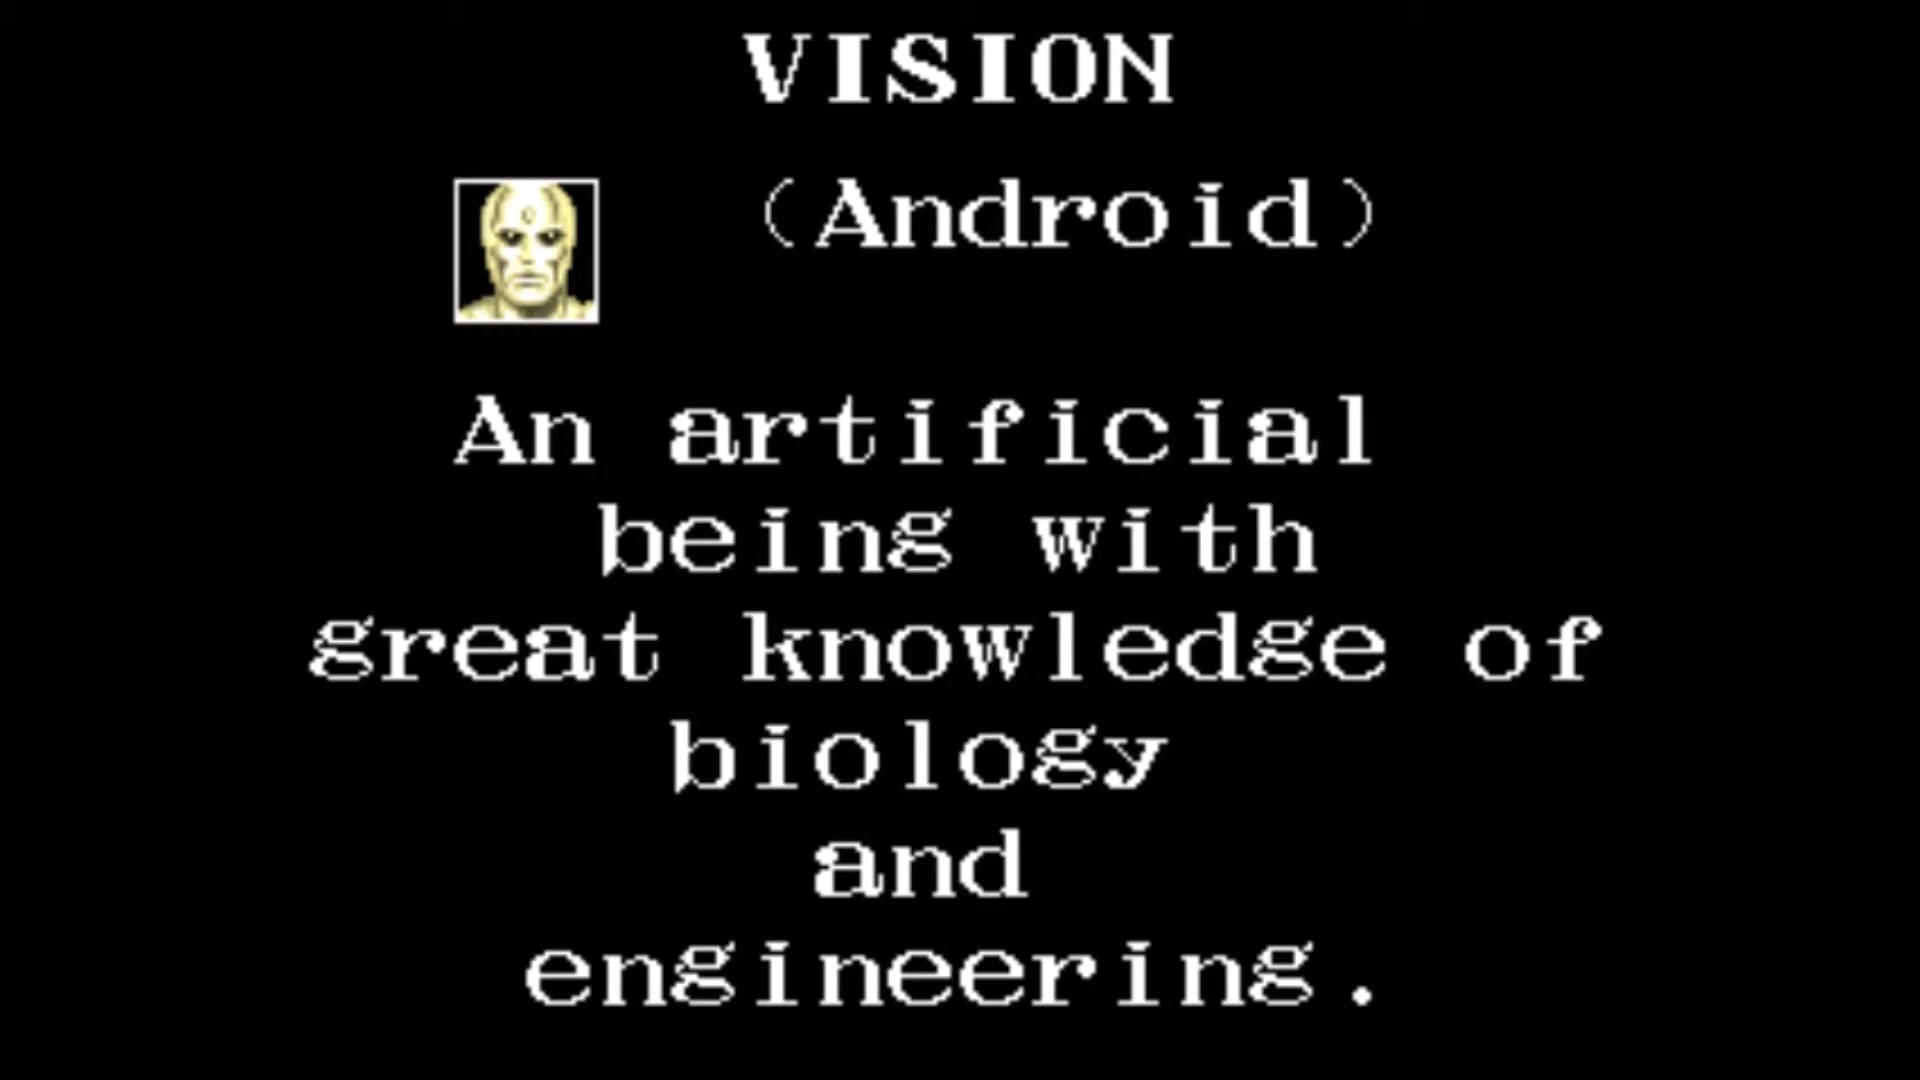 VISION
(Android)
An artificial
being with
great knowledge of
biology
and
engineering.